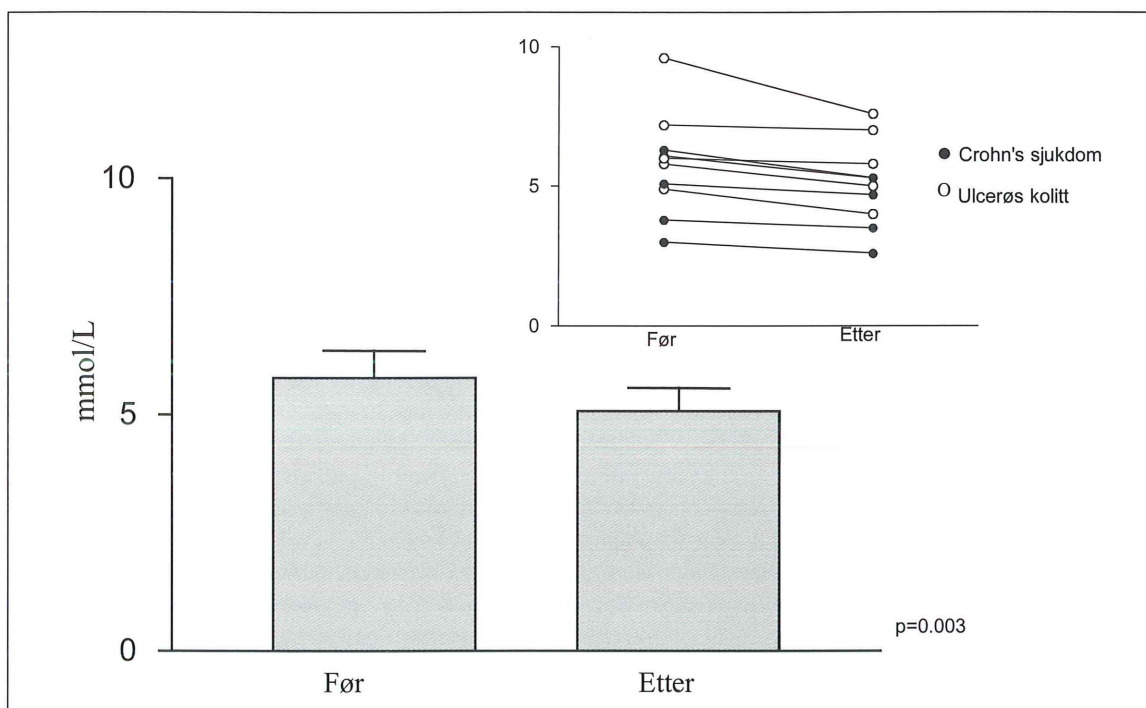 10
5
0
Før Etter
● Crohn's sjukdom
○ Ulcerøs kolitt
mmol/L
10
5
0
Før Etter
p=0.003